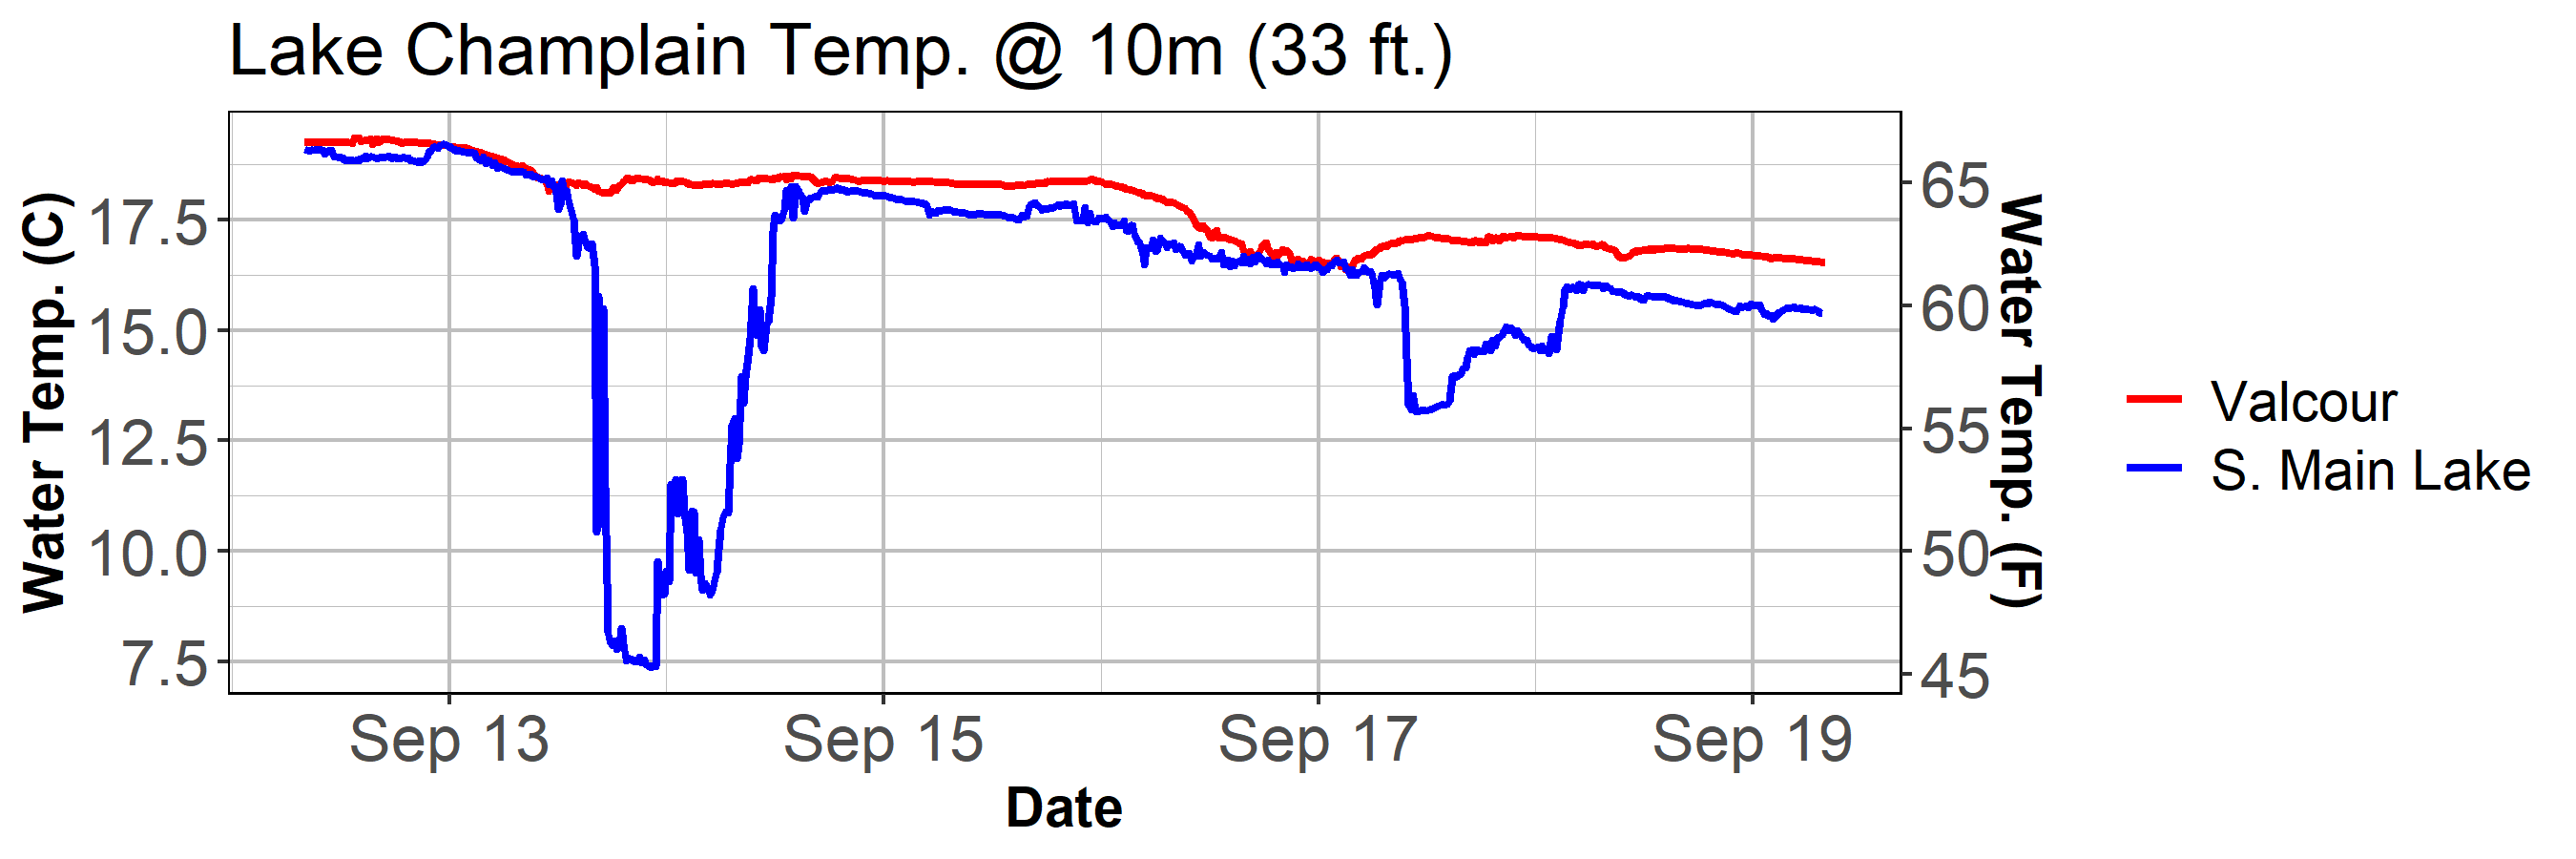 Lake Champlain Temp. @ 10m (33 ft.)
Water Temp. (C)
17.5
15.0
12.5
10.0
7.5
65
60
55
50
45
Water Temp. (F)
Sep 13
Sep 15
Sep 17
Sep 19
Date
Valcour
S. Main Lake